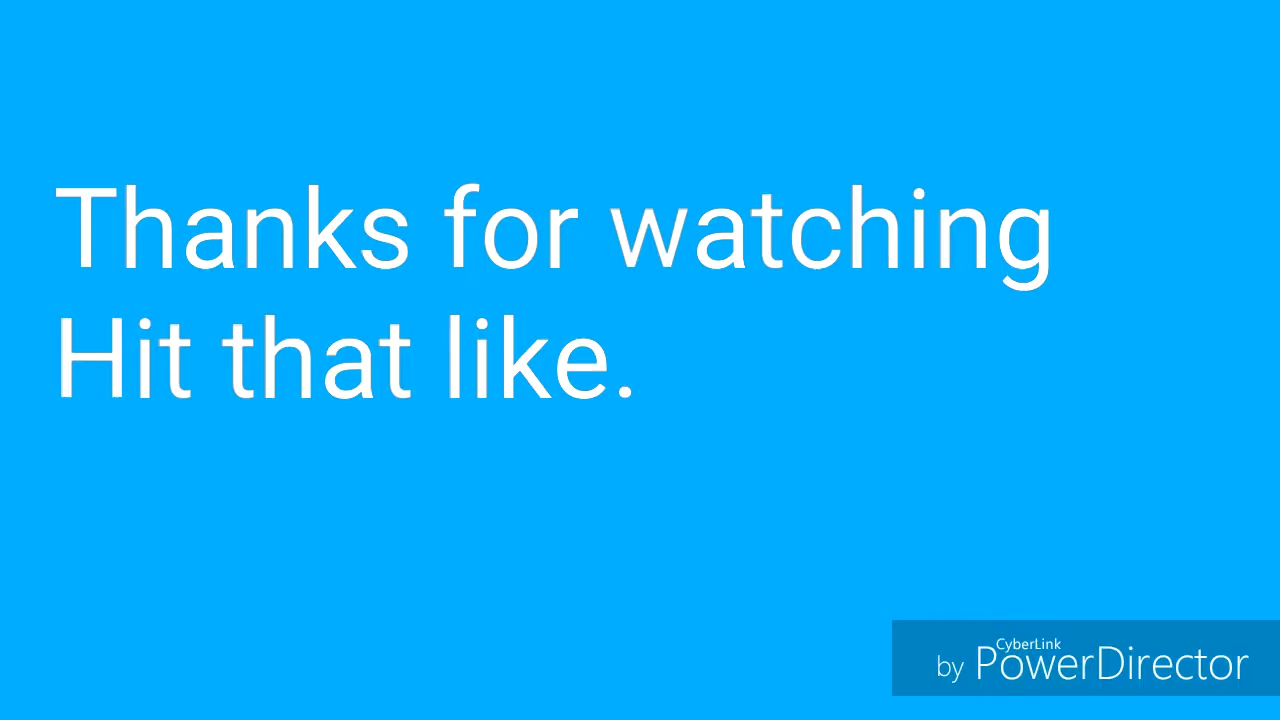 Thanks for watching
Hit that like.
CyberLink
by PowerDirector